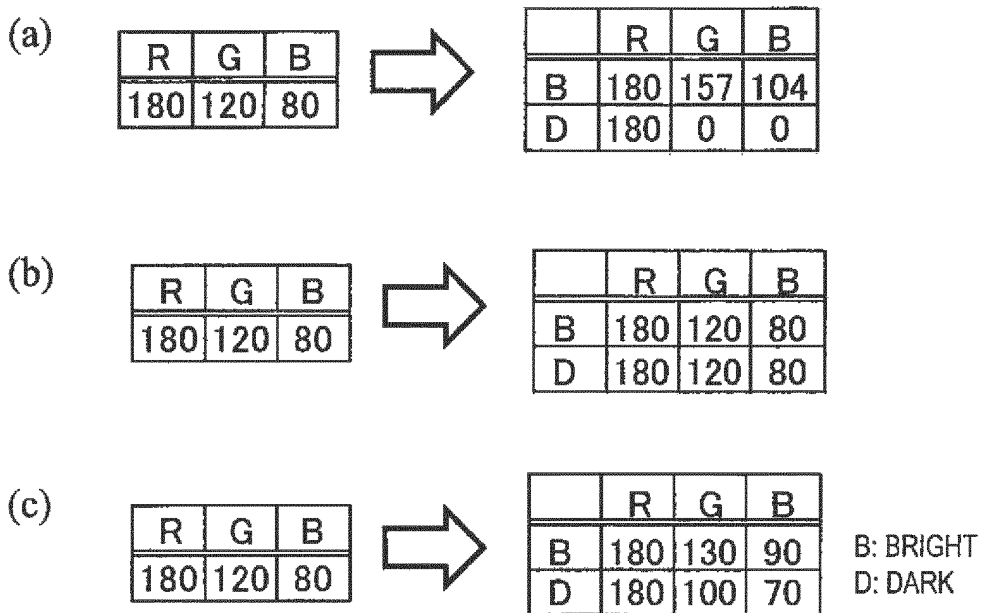 (a)
R G B
180 120 80
R G B
B 180 157 104
D 180 0 0
(b)
R G B
180 120 80
R G B
B 180 120 80
D 180 120 80
(c)
R G B
180 120 80
R G B
B 180 130 90
D 180 100 70
B: BRIGHT
D: DARK